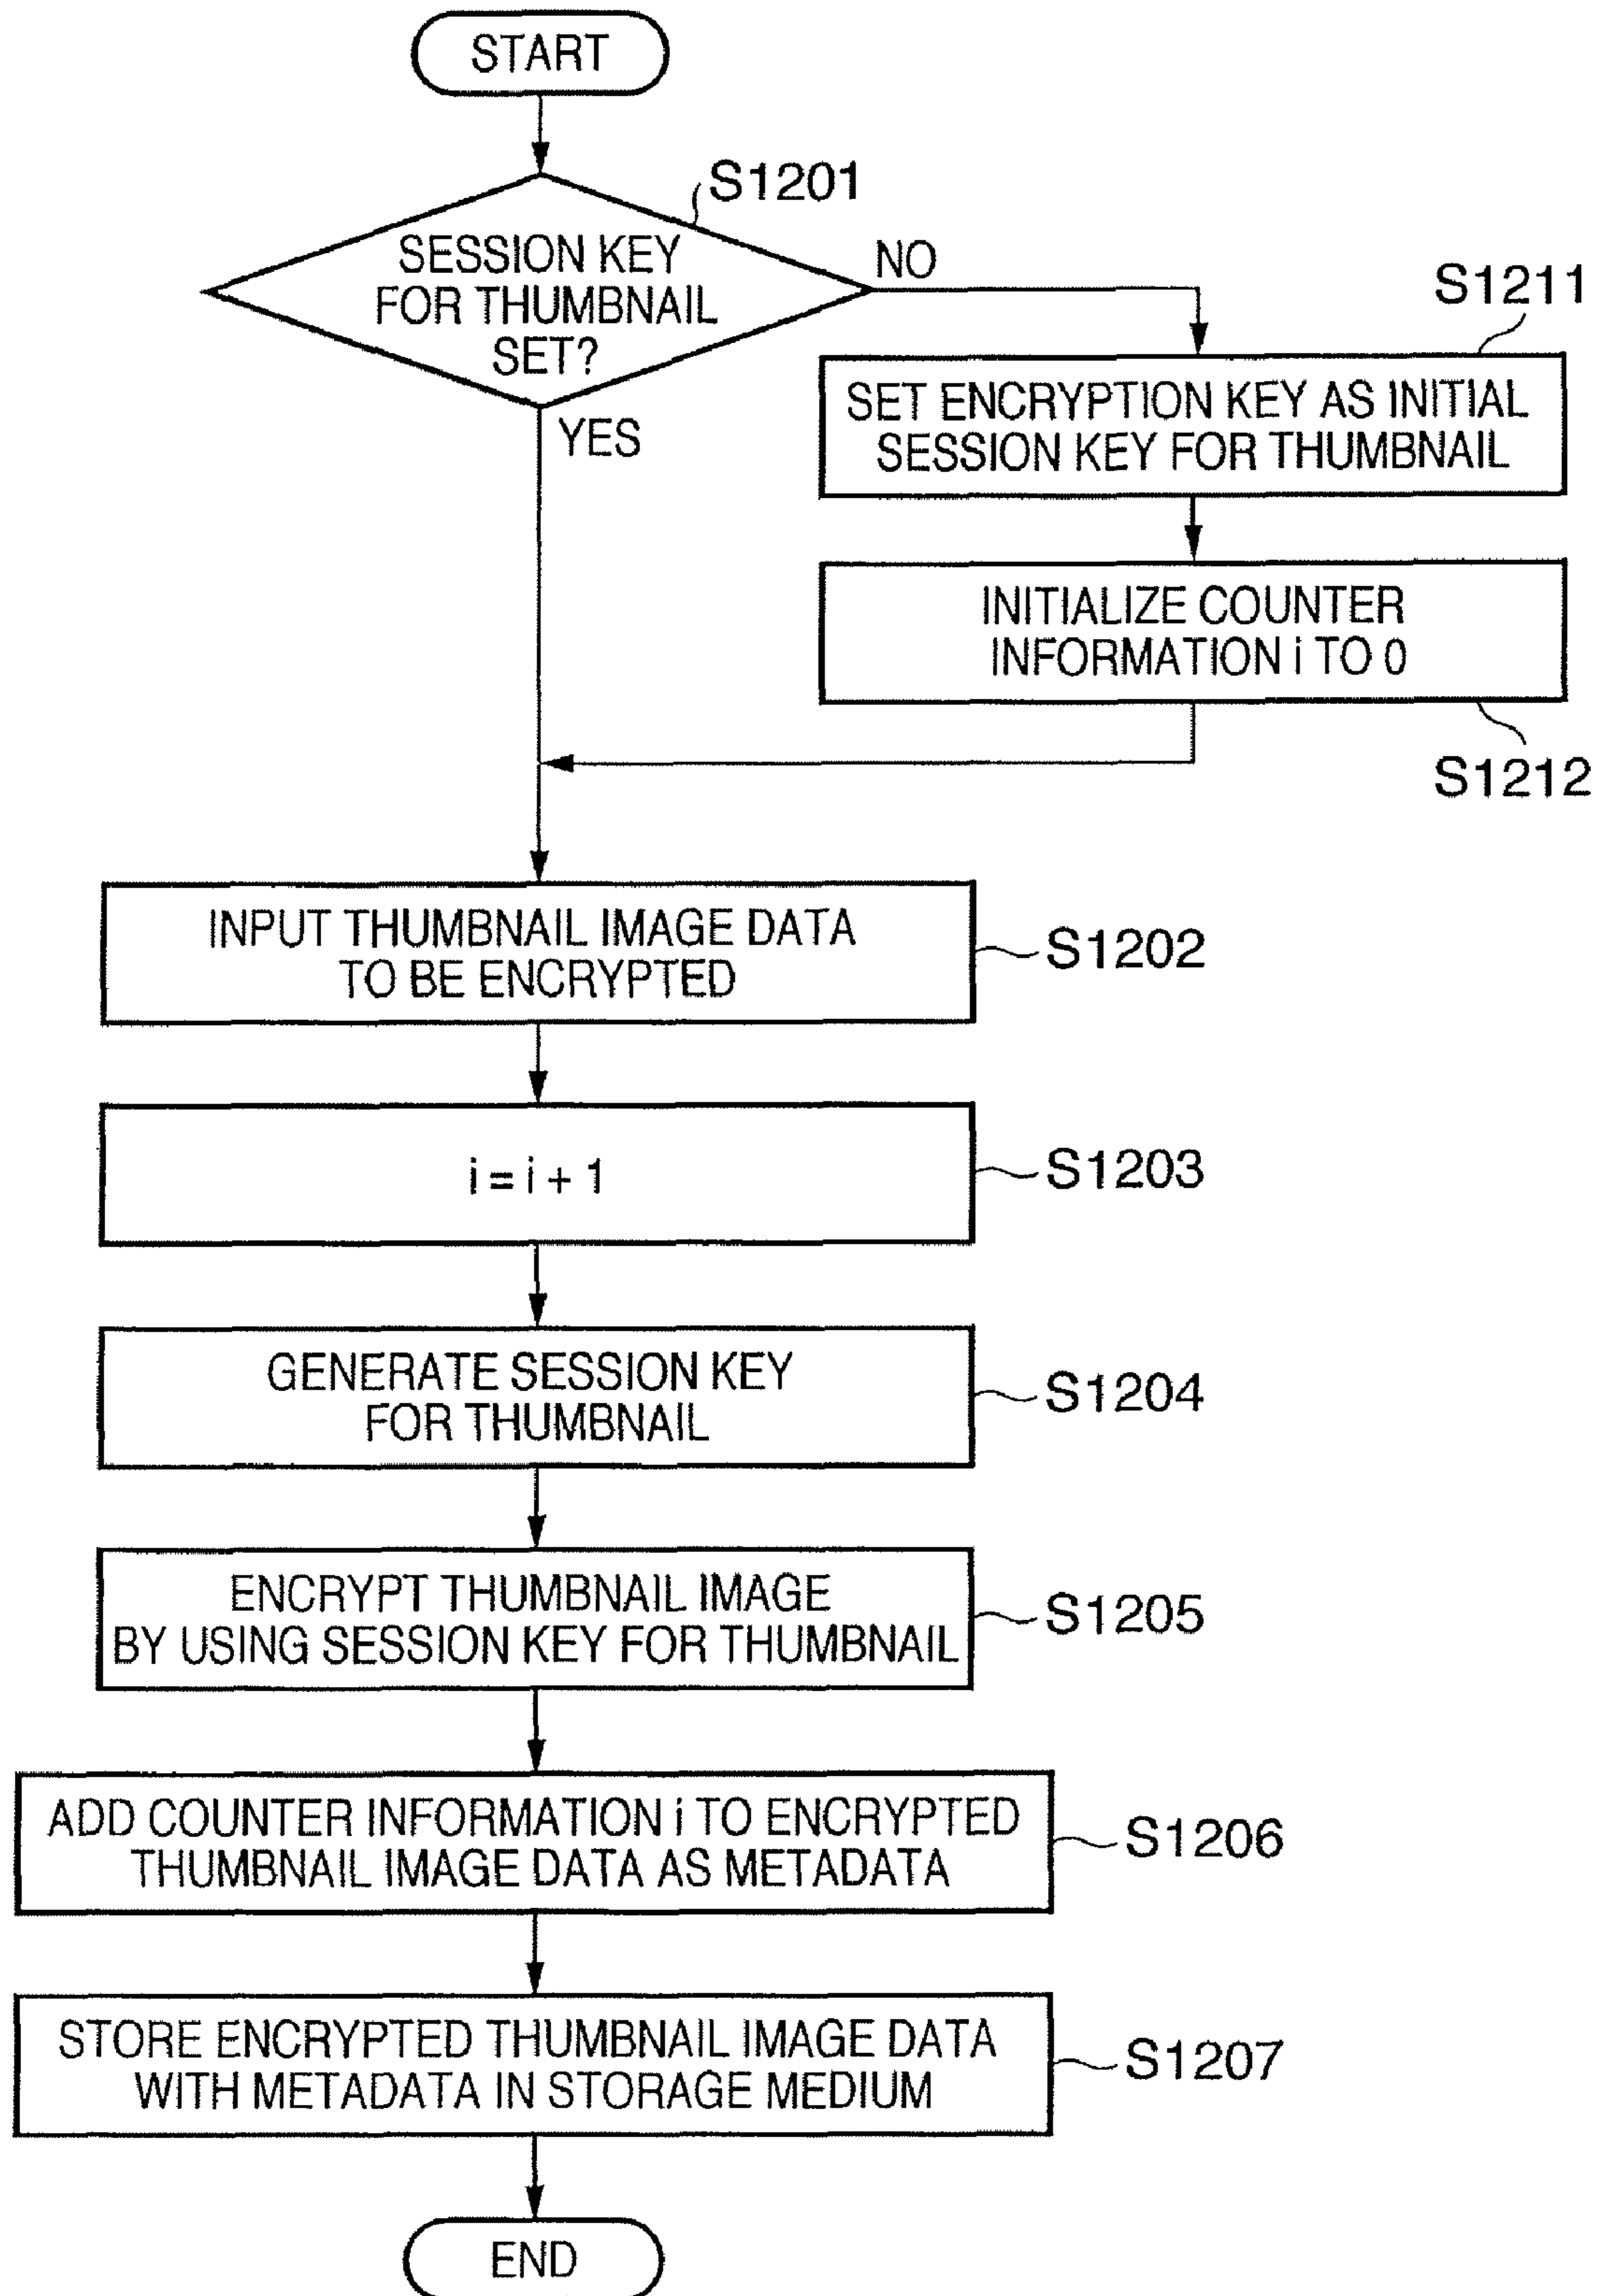 START
S1201
SESSION KEY
FOR THUMBNAIL
SET?
NO
YES
S1211
SET ENCRYPTION KEY AS INITIAL
SESSION KEY FOR THUMBNAIL
INITIALIZE COUNTER
INFORMATION i TO 0
S1212
INPUT THUMBNAIL IMAGE DATA
TO BE ENCRYPTED
S1202
i = i + 1
S1203
GENERATE SESSION KEY
FOR THUMBNAIL
S1204
ENCRYPT THUMBNAIL IMAGE
BY USING SESSION KEY FOR THUMBNAIL
S1205
ADD COUNTER INFORMATION i TO ENCRYPTED
THUMBNAIL IMAGE DATA AS METADATA
S1206
STORE ENCRYPTED THUMBNAIL IMAGE DATA
WITH METADATA IN STORAGE MEDIUM
S1207
END